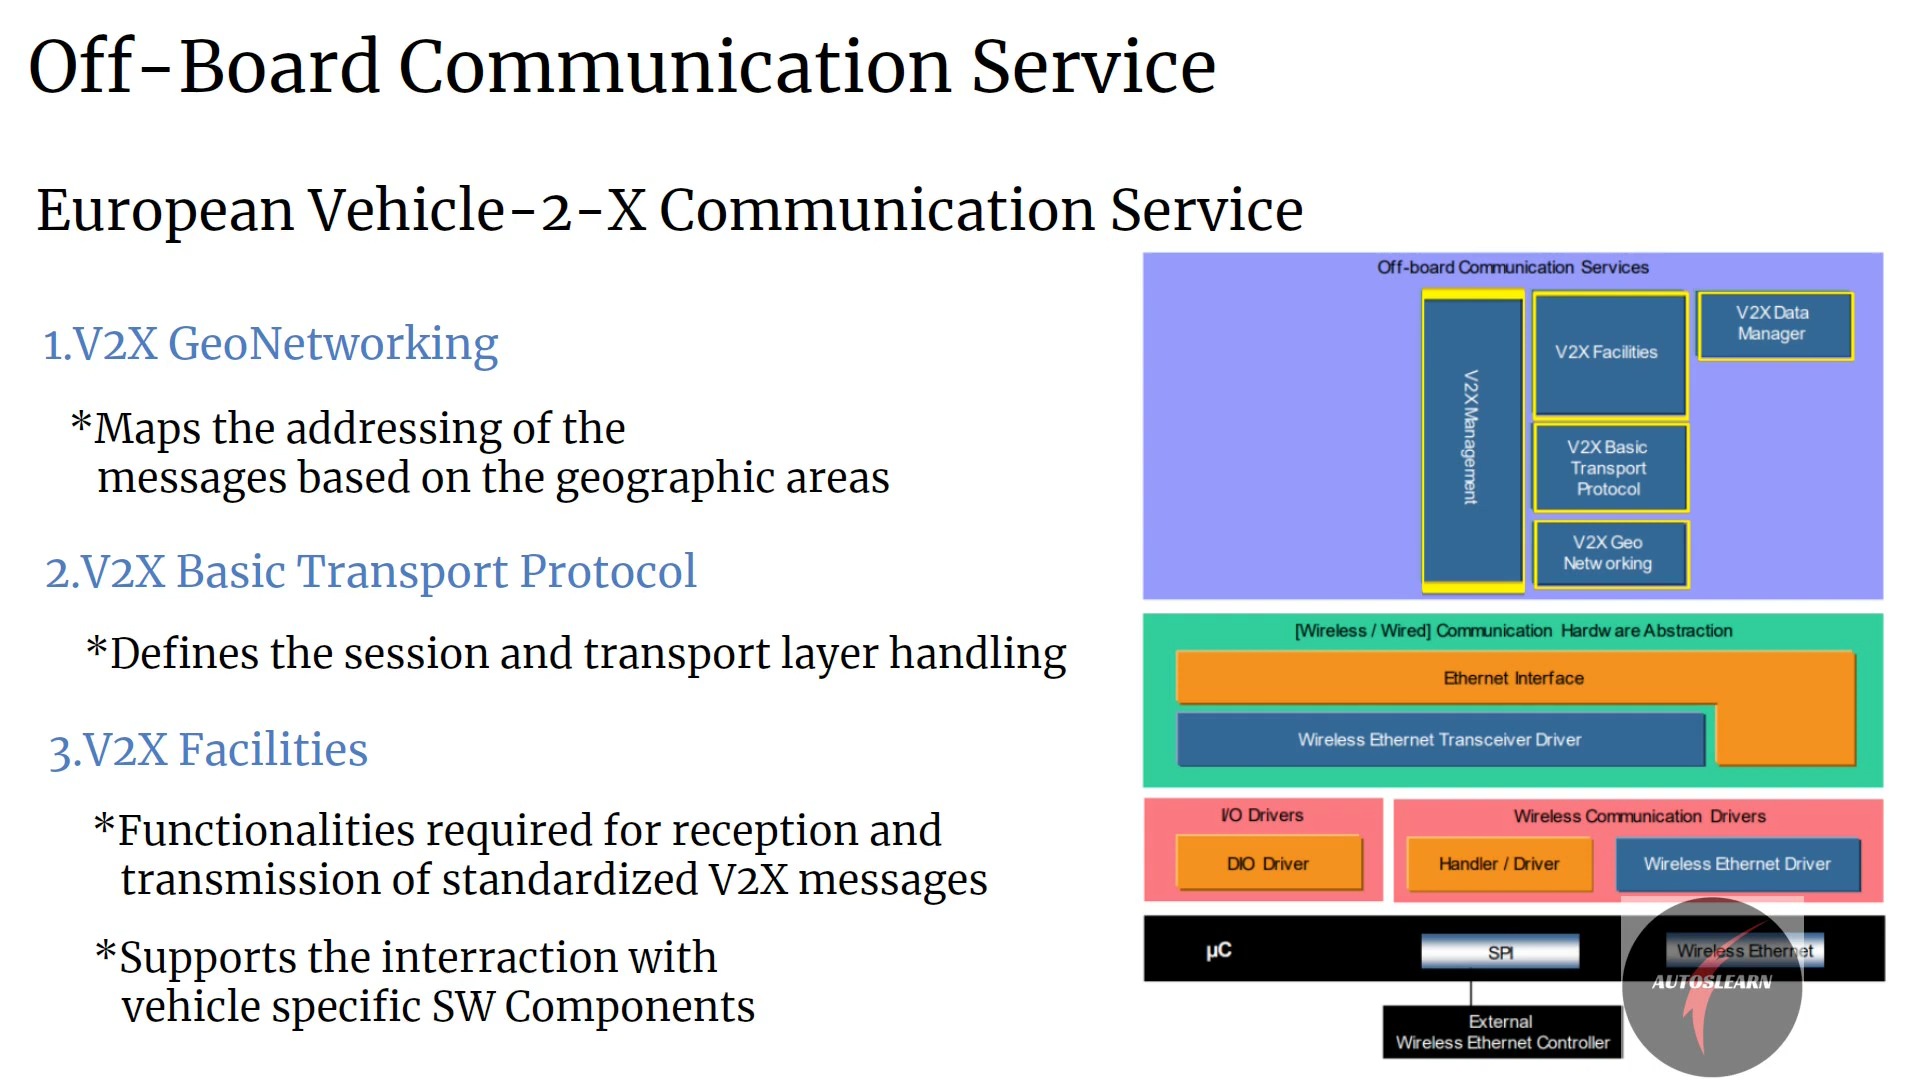 Off-Board Communication Service
European Vehicle-2-X Communication Service
1.V2X GeoNetworking
*Maps the addressing of the
messages based on the geographic areas
2.V2X Basic Transport Protocol
*Defines the session and transport layer handling
3.V2X Facilities
*Functionalities required for reception and
transmission of standardized V2X messages
*Supports the interraction with
vehicle specific SW Components
Off-board Communication Services
V2X Management
V2X Facilities
V2X Data
Manager
V2X Basic
Transport
Protocol
V2X Geo
Networking
[Wireless / Wired] Communication Hardware Abstraction
Ethernet Interface
Wireless Ethernet Transceiver Driver
I/O Drivers
DIO Driver
Wireless Communication Drivers
Handler / Driver
Wireless Ethernet Driver
µC
SPI
Wireless Ethernet
AUTOSLEARN
External
Wireless Ethernet Controller